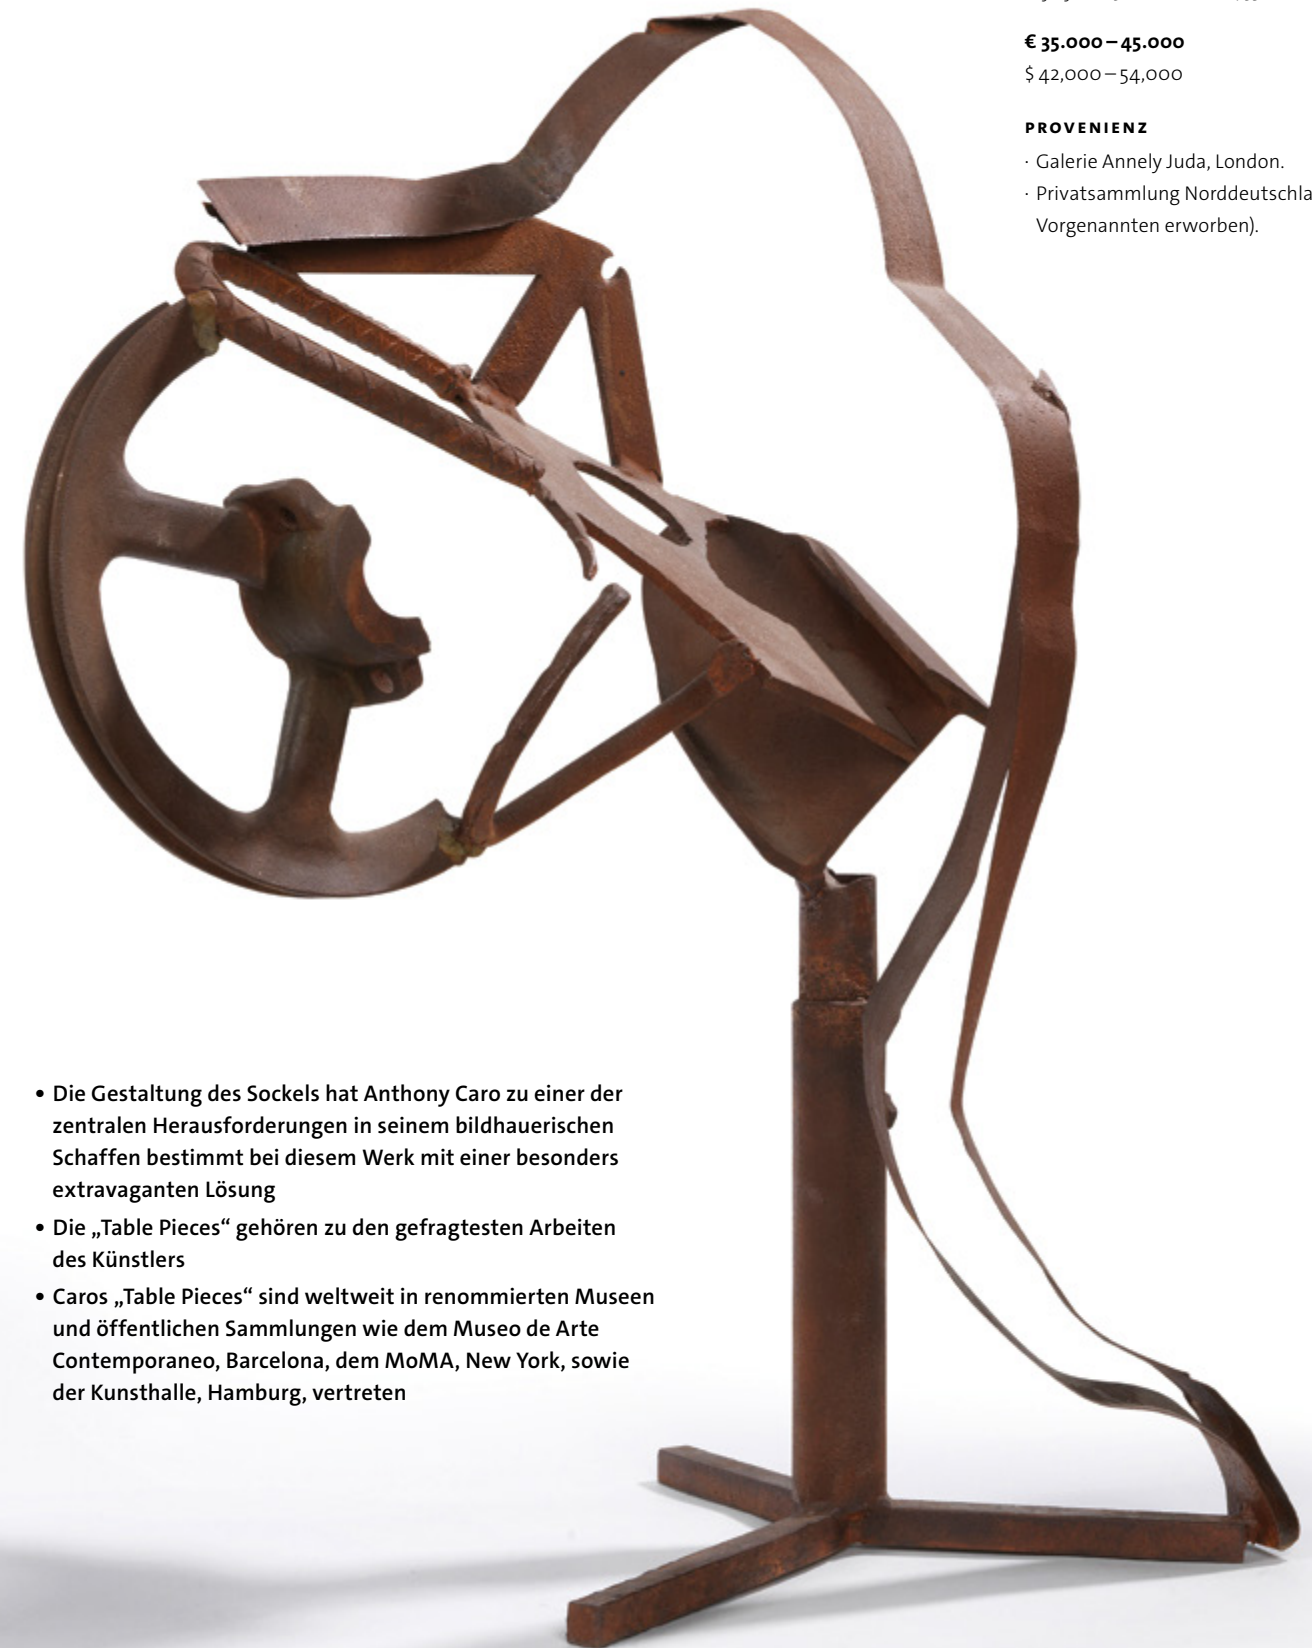 € 35.000 – 45.000
$ 42,000 – 54,000
PROVENIENZ
· Galerie Annely Juda, London.
· Privatsammlung Norddeutschla
Vorgenannten erworben).
• Die Gestaltung des Sockels hat Anthony Caro zu einer der
zentralen Herausforderungen in seinem bildhauerischen
Schaffen bestimmt bei diesem Werk mit einer besonders
extravaganten Lösung
• Die „Table Pieces“ gehören zu den gefragtesten Arbeiten
des Künstlers
• Caros „Table Pieces“ sind weltweit in renommierten Museen
und öffentlichen Sammlungen wie dem Museo de Arte
Contemporaneo, Barcelona, dem MoMA, New York, sowie
der Kunsthalle, Hamburg, vertreten